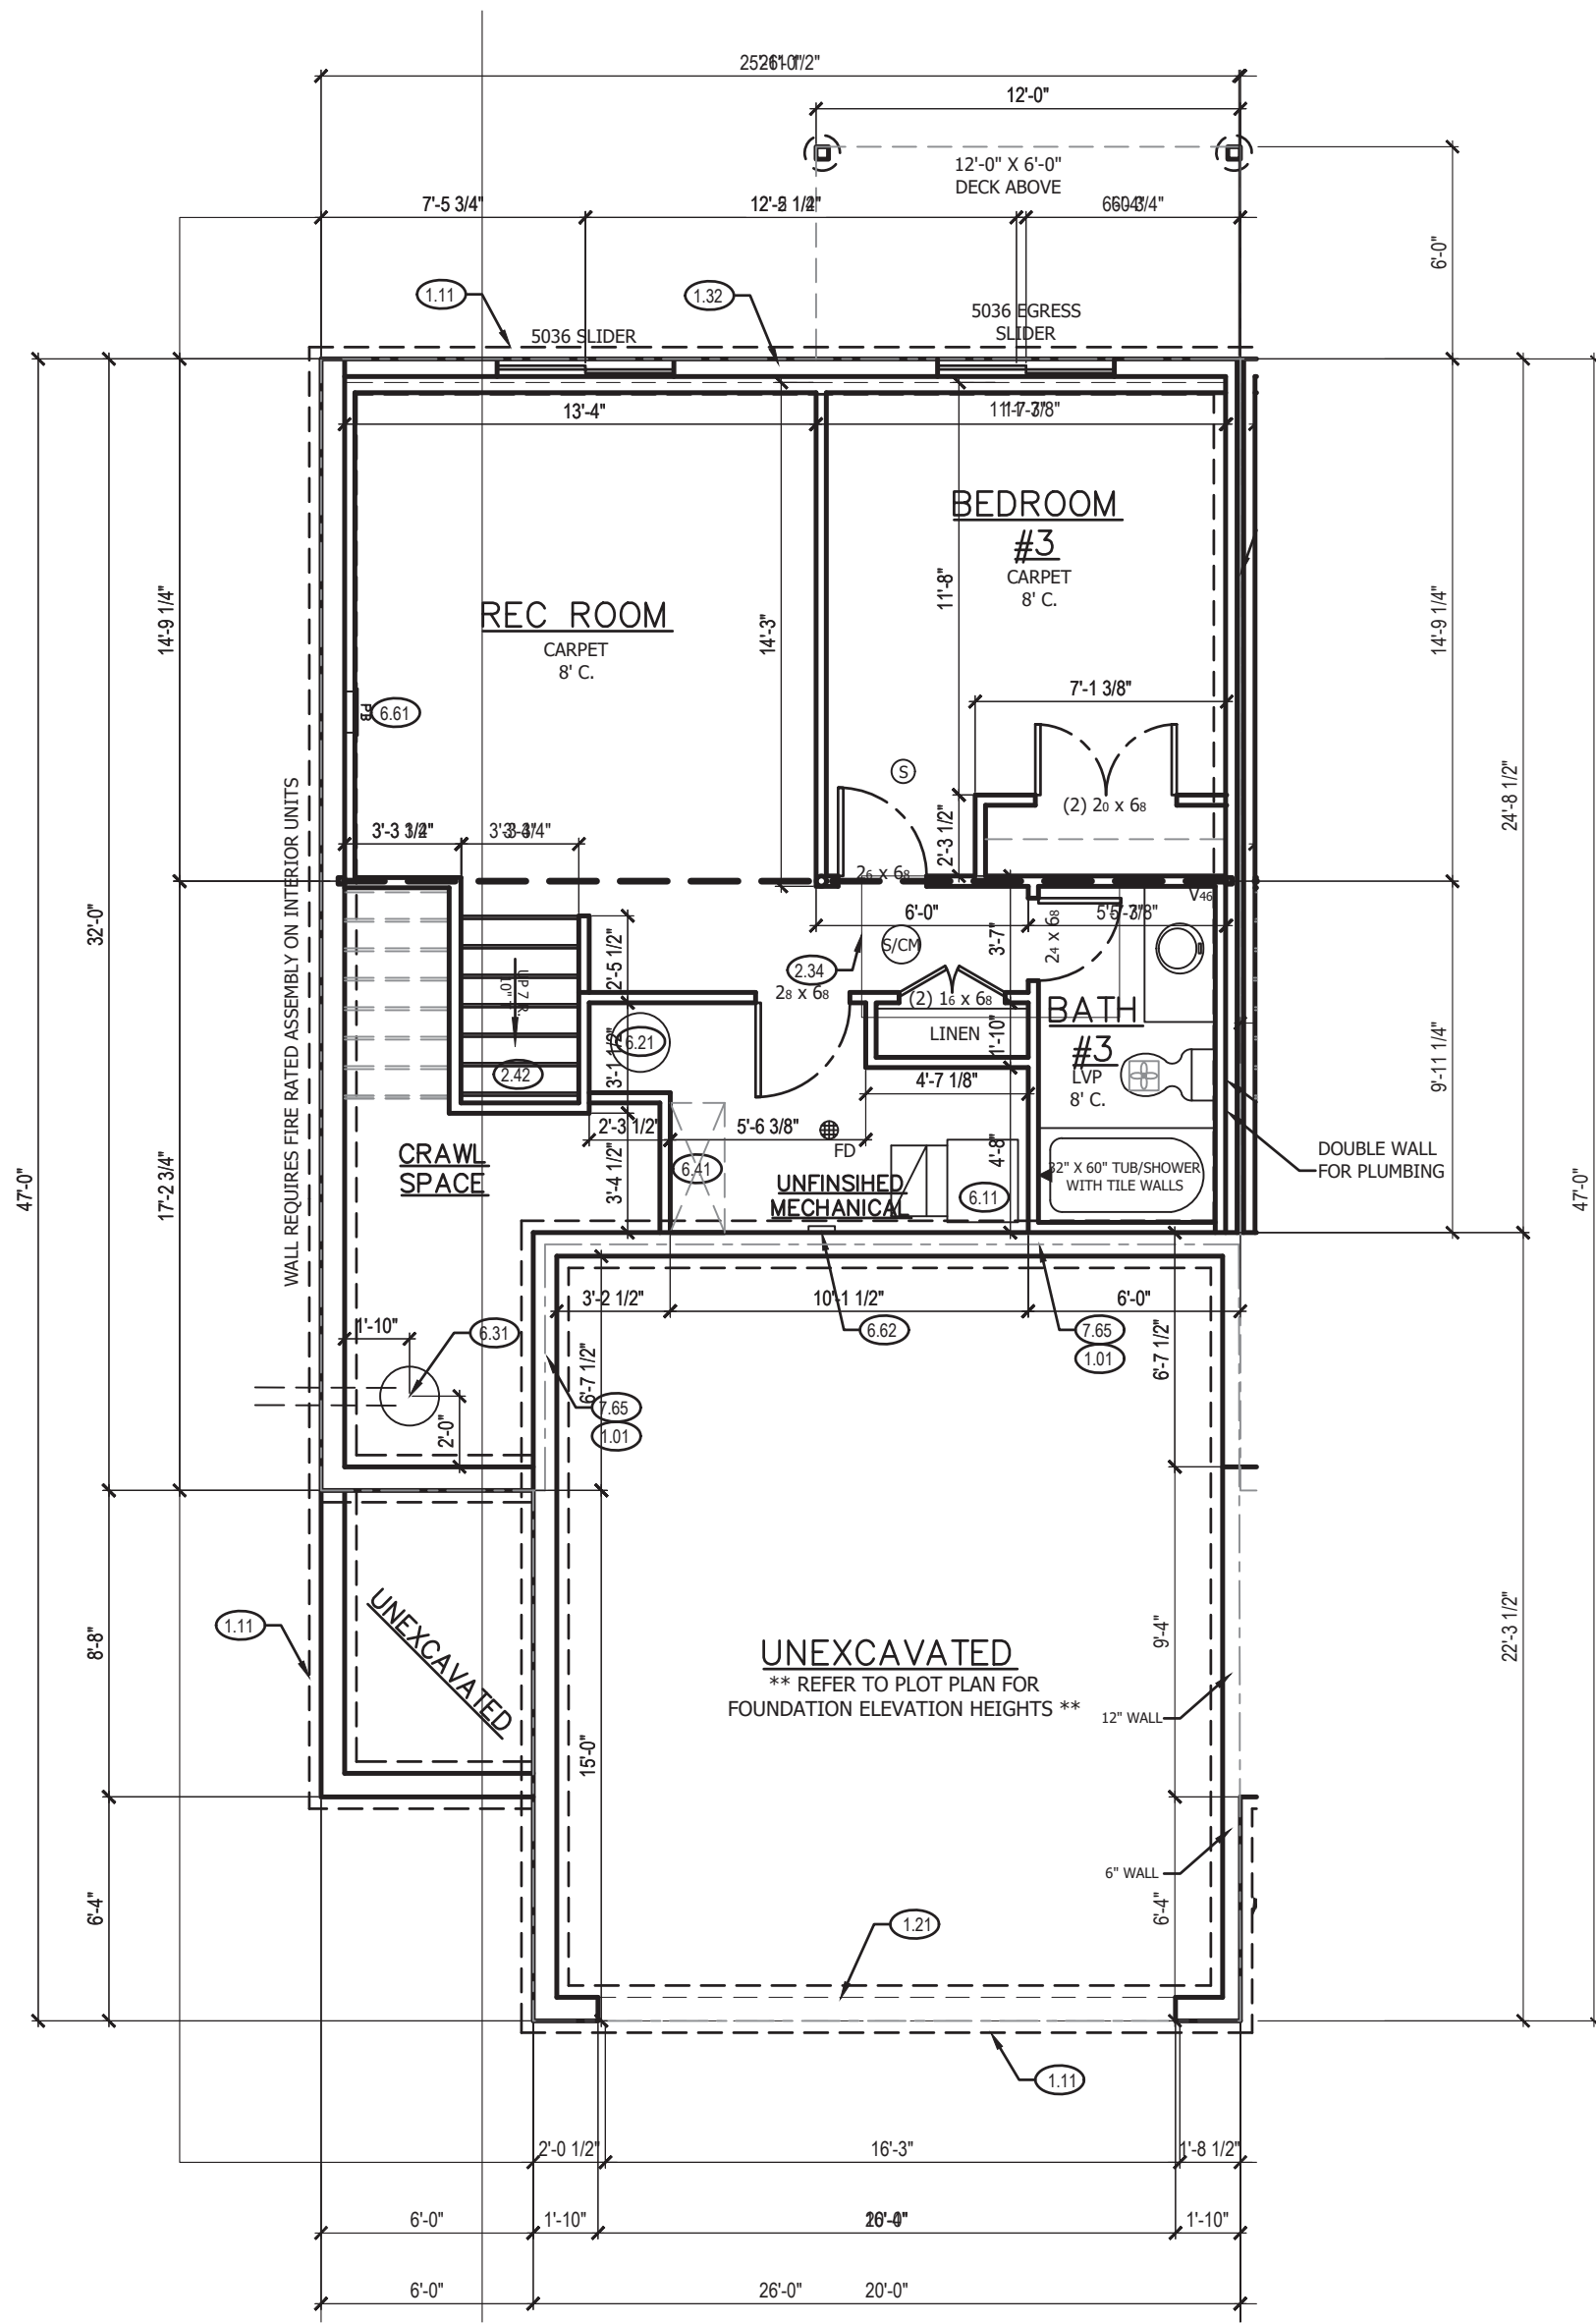 12'-0"
12'-0" X 6'-0"
DECK ABOVE
7'-5 3/4"
6'-0"
1.11
1.32
5036 SLIDER
5036 EGRESS
SLIDER
13'-4"
BEDROOM
#3
CARPET
8' C.
11'-8"
REC ROOM
CARPET
8' C.
14'-3"
14'-9 1/4"
14'-9 1/4"
7'-1 3/8"
PB
6.61
S
(2) 20 x 68
24'-8 1/2"
2'-3 1/2"
WALL REQUIRES FIRE RATED ASSEMBLY ON INTERIOR UNITS
26 x 68
V46
32'-0"
6'-0"
2'-5 1/2"
S/CM
3'-7"
24 x 68
2.34
28 x 68
(2) 16 x 68
UP 7 R.
BATH
#3
LVP
8' C.
LINEN
1'-10"
6.21
3'-1 1/2"
2.42
9'-11 1/4"
4'-7 1/8"
2'-3 1/2"
5'-6 3/8"
FD
DOUBLE WALL
FOR PLUMBING
CRAWL
SPACE
4'-8"
6.41
3'-4 1/2"
UNFINSIHED
MECHANICAL
6.11
32" X 60" TUB/SHOWER
WITH TILE WALLS
47'-0"
17'-2 3/4"
47'-0"
3'-2 1/2"
10'-1 1/2"
6'-0"
1'-10"
6.31
6.62
7.65
1.01
6'-7 1/2"
6'-7 1/2"
7.65
1.01
2'-0"
8'-8"
1.11
UNEXCAVATED
UNEXCAVATED
** REFER TO PLOT PLAN FOR
FOUNDATION ELEVATION HEIGHTS **
9'-4"
22'-3 1/2"
12" WALL
15'-0"
6" WALL
6'-4"
6'-4"
1.21
1.11
2'-0 1/2"
16'-3"
1'-8 1/2"
6'-0"
1'-10"
1'-10"
6'-0"
26'-0"
20'-0"